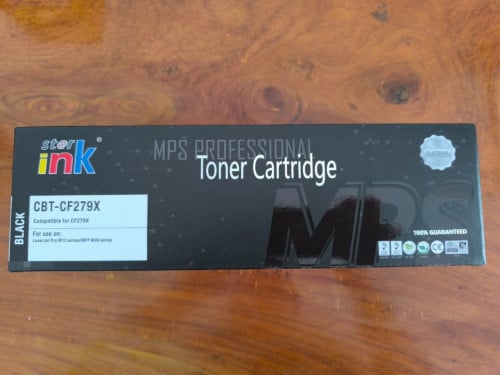 star
ink
MPS PROFESSIONAL
Toner Cartridge
BLACK
CBT-CF279X
Compatible for CF279X
For use on:
LaserJet Pro M12 series/MFP M26 series
MPS
100% GUARANTEED